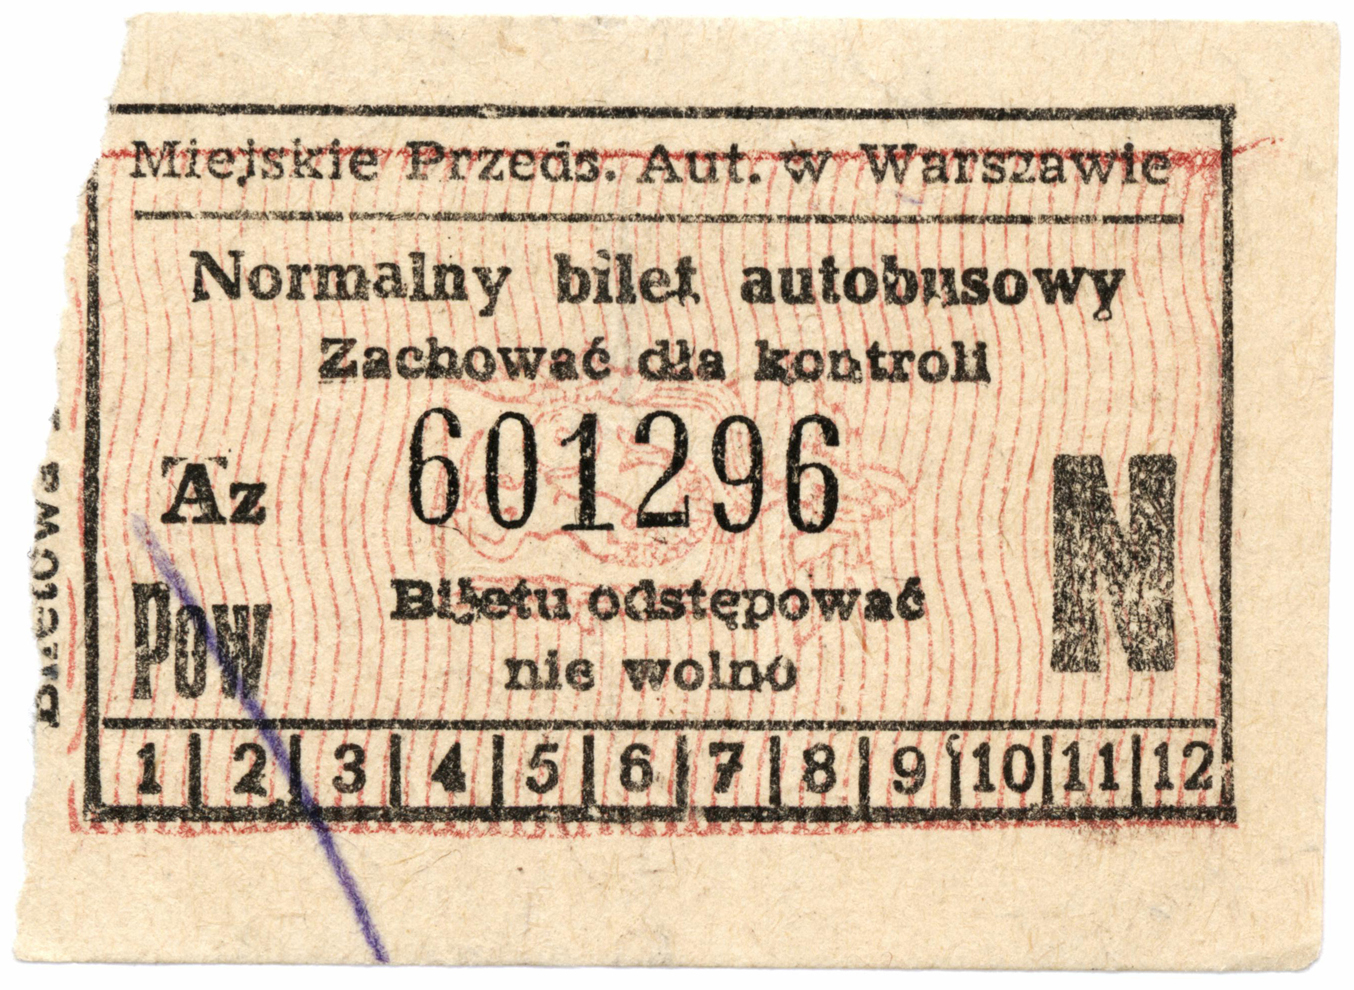 Miejskie Przeds. Aut. w Warszawie
Normalny bilet autobusowy
Zachować dla kontroli
601296
Az
N
Pow
Biletu odstępować
nie wolno
1 2 3 4 5 6 7 8 9 10 11 12
Biletowa